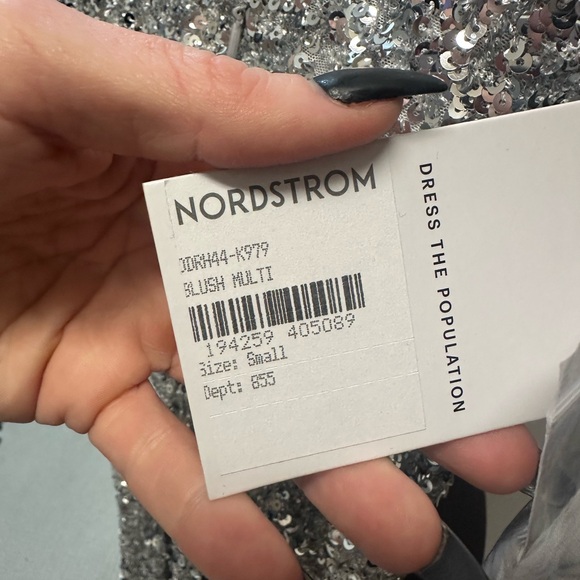 NORDSTROM
DDRH44-K979
BLUSH MULTI
194259 405089
Size: Small
Dept: 855
DRESS THE POPULATION